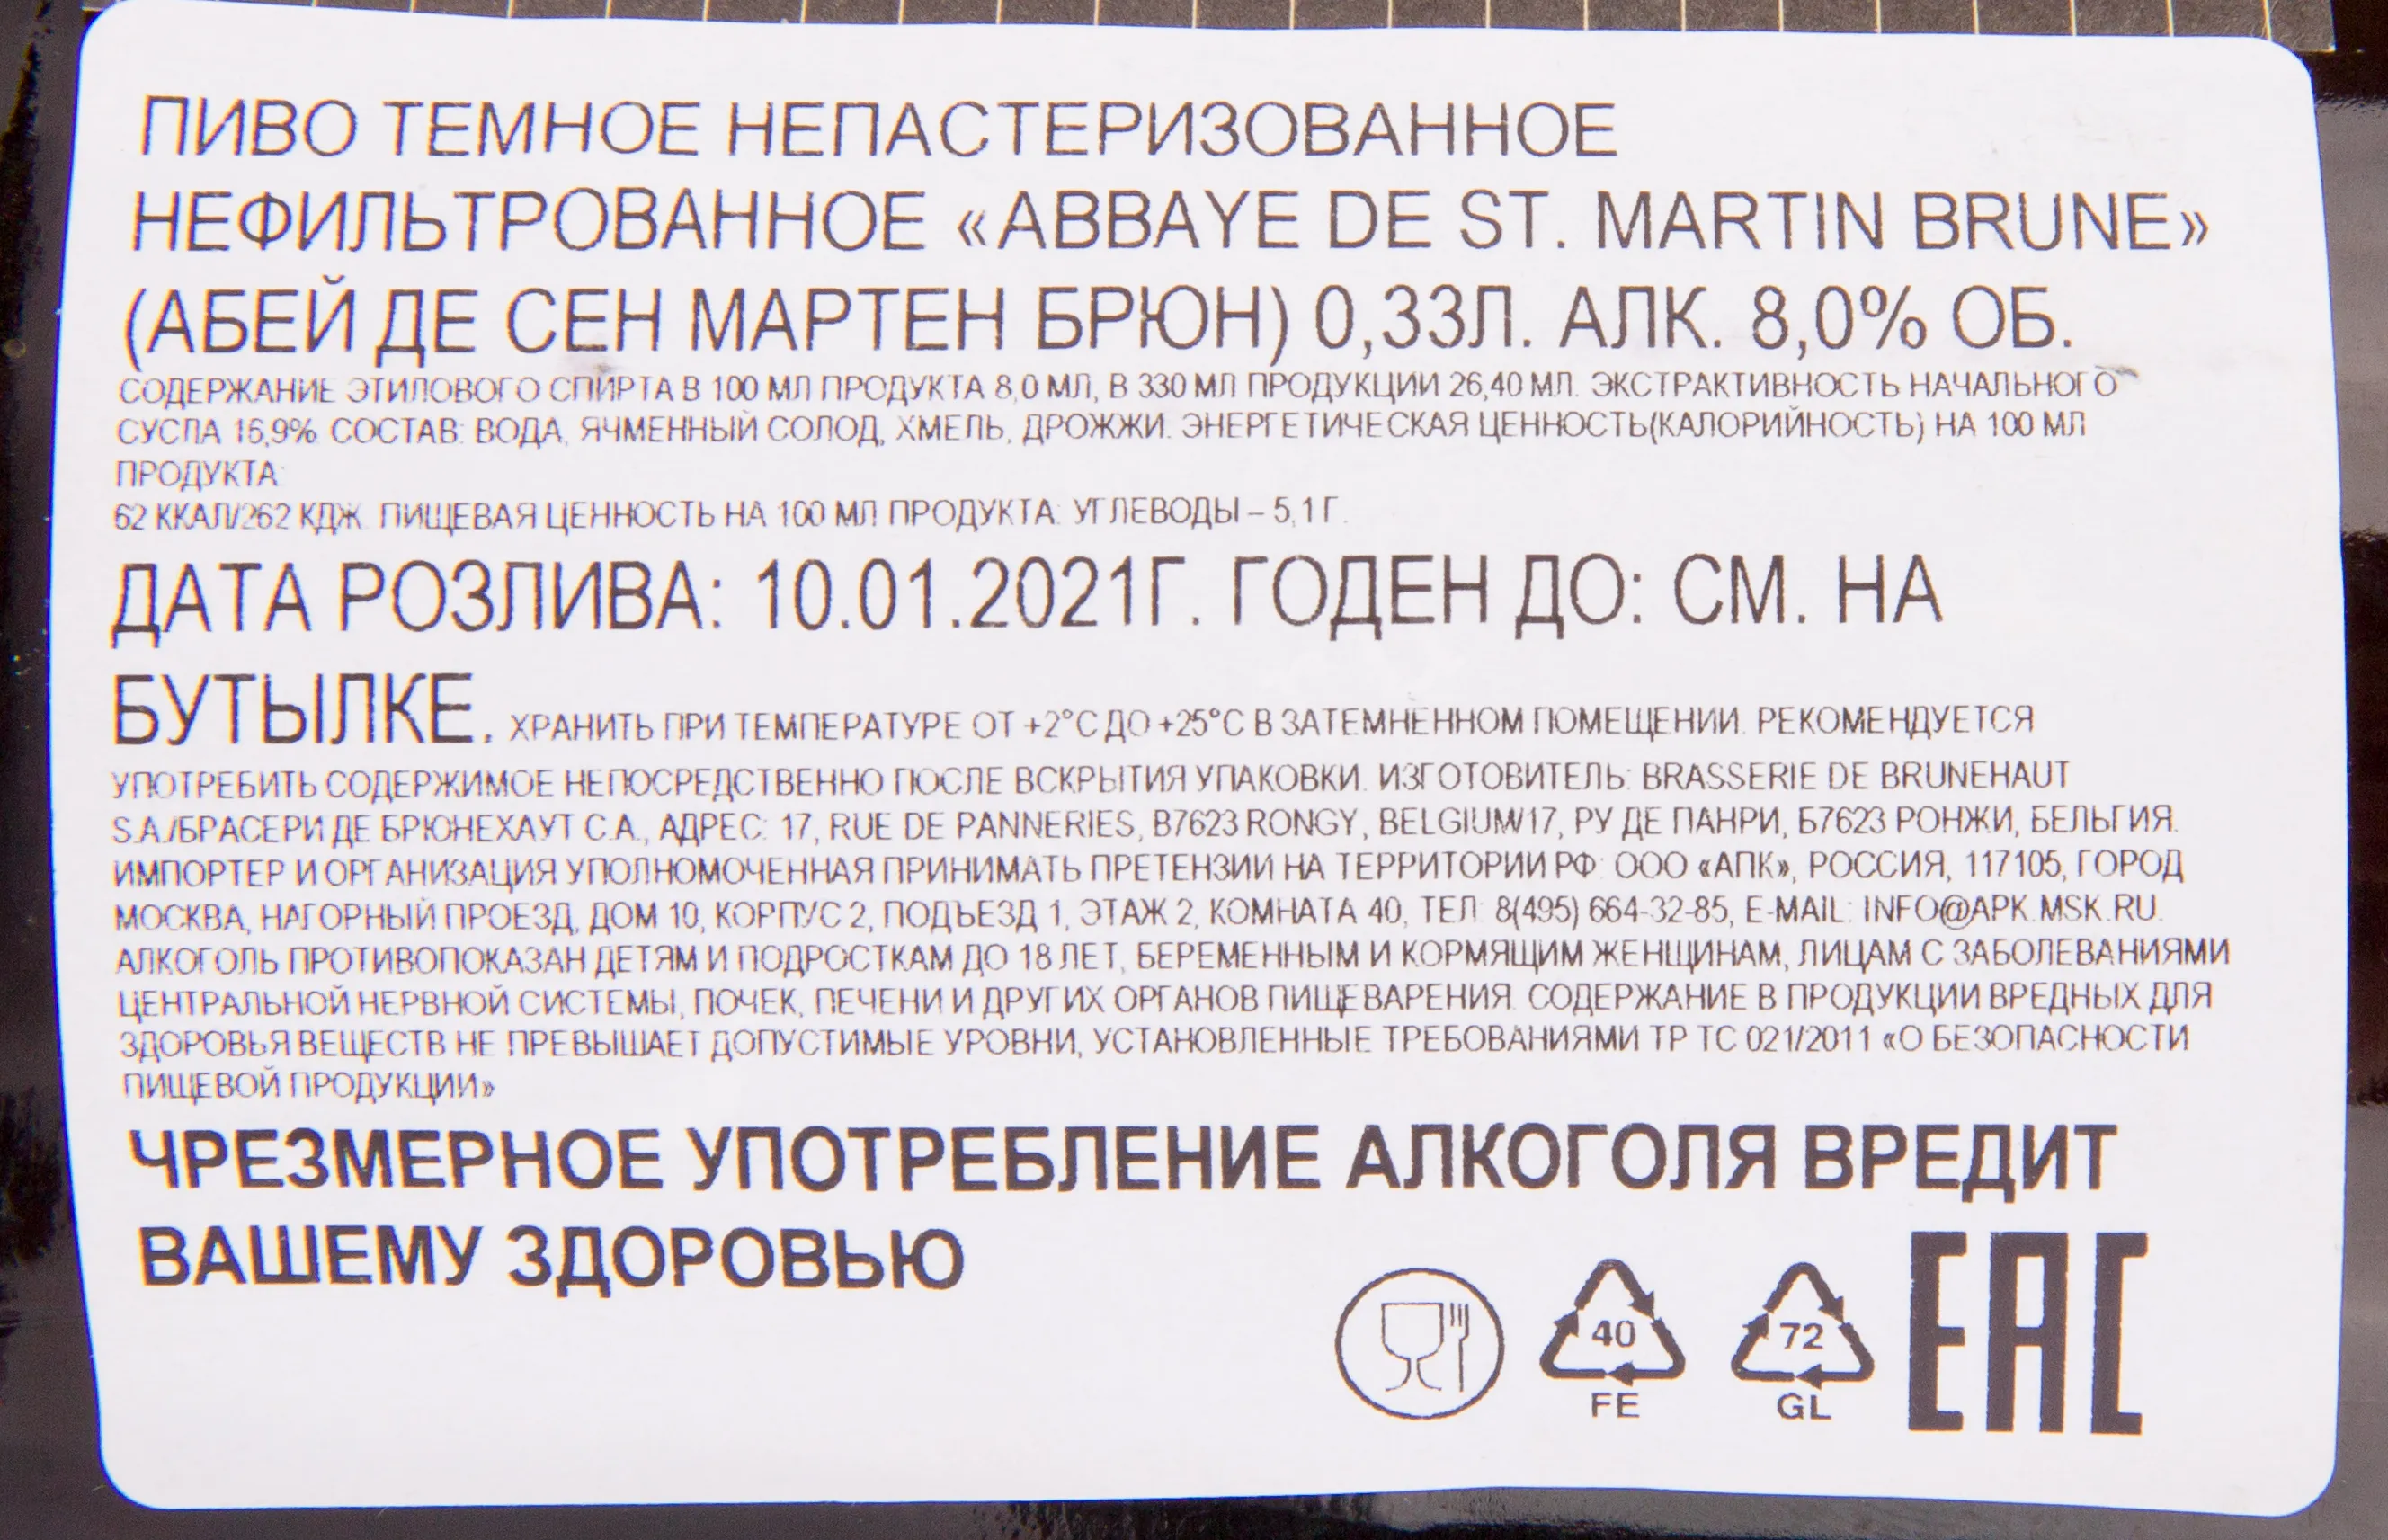 ПИВО ТЕМНОЕ НЕПАСТЕРИЗОВАННОЕ
НЕФИЛЬТРОВАННОЕ «ABBAYE DE ST. MARTIN BRUNE»
(АБЕЙ ДЕ СЕН МАРТЕН БРЮН) 0,33Л. АЛК. 8,0% ОБ.
СОДЕРЖАНИЕ ЭТИЛОВОГО СПИРТА В 100 МЛ ПРОДУКТА 8,0 МЛ, В 330 МЛ ПРОДУКЦИИ 26,40 МЛ. ЭКСТРАКТИВНОСТЬ НАЧАЛЬНОГО
СУСЛА 16,9% СОСТАВ: ВОДА, ЯЧМЕННЫЙ СОЛОД, ХМЕЛЬ, ДРОЖЖИ. ЭНЕРГЕТИЧЕСКАЯ ЦЕННОСТЬ(КАЛОРИЙНОСТЬ) НА 100 МЛ
ПРОДУКТА:
62 ККАЛ/262 КДЖ. ПИЩЕВАЯ ЦЕННОСТЬ НА 100 МЛ ПРОДУКТА: УГЛЕВОДЫ – 5,1 Г.
ДАТА РОЗЛИВА: 10.01.2021Г. ГОДЕН ДО: СМ. НА
БУТЫЛКЕ. ХРАНИТЬ ПРИ ТЕМПЕРАТУРЕ ОТ +2°С ДО +25°С В ЗАТЕМНЕННОМ ПОМЕЩЕНИИ. РЕКОМЕНДУЕТСЯ
УПОТРЕБИТЬ СОДЕРЖИМОЕ НЕПОСРЕДСТВЕННО ПОСЛЕ ВСКРЫТИЯ УПАКОВКИ. ИЗГОТОВИТЕЛЬ: BRASSERIE DE BRUNEHAUT
S.A./БРАСЕРИ ДЕ БРЮНЕХАУТ С.А., АДРЕС: 17, RUE DE PANNERIES, B7623 RONGY, BELGIUM/17, РУ ДЕ ПАНРИ, Б7623 РОНЖИ, БЕЛЬГИЯ.
ИМПОРТЕР И ОРГАНИЗАЦИЯ УПОЛНОМОЧЕННАЯ ПРИНИМАТЬ ПРЕТЕНЗИИ НА ТЕРРИТОРИИ РФ: ООО «АПК», РОССИЯ, 117105, ГОРОД
МОСКВА, НАГОРНЫЙ ПРОЕЗД, ДОМ 10, КОРПУС 2, ПОДЪЕЗД 1, ЭТАЖ 2, КОМНАТА 40, ТЕЛ: 8(495) 664-32-85, E-MAIL: INFO@APK.MSK.RU.
АЛКОГОЛЬ ПРОТИВОПОКАЗАН ДЕТЯМ И ПОДРОСТКАМ ДО 18 ЛЕТ, БЕРЕМЕННЫМ И КОРМЯЩИМ ЖЕНЩИНАМ, ЛИЦАМ С ЗАБОЛЕВАНИЯМИ
ЦЕНТРАЛЬНОЙ НЕРВНОЙ СИСТЕМЫ, ПОЧЕК, ПЕЧЕНИ И ДРУГИХ ОРГАНОВ ПИЩЕВАРЕНИЯ. СОДЕРЖАНИЕ В ПРОДУКЦИИ ВРЕДНЫХ ДЛЯ
ЗДОРОВЬЯ ВЕЩЕСТВ НЕ ПРЕВЫШАЕТ ДОПУСТИМЫЕ УРОВНИ, УСТАНОВЛЕННЫЕ ТРЕБОВАНИЯМИ ТР ТС 021/2011 «О БЕЗОПАСНОСТИ
ПИЩЕВОЙ ПРОДУКЦИИ»
ЧРЕЗМЕРНОЕ УПОТРЕБЛЕНИЕ АЛКОГОЛЯ ВРЕДИТ
ВАШЕМУ ЗДОРОВЬЮ
40 72 EAC
FE GL